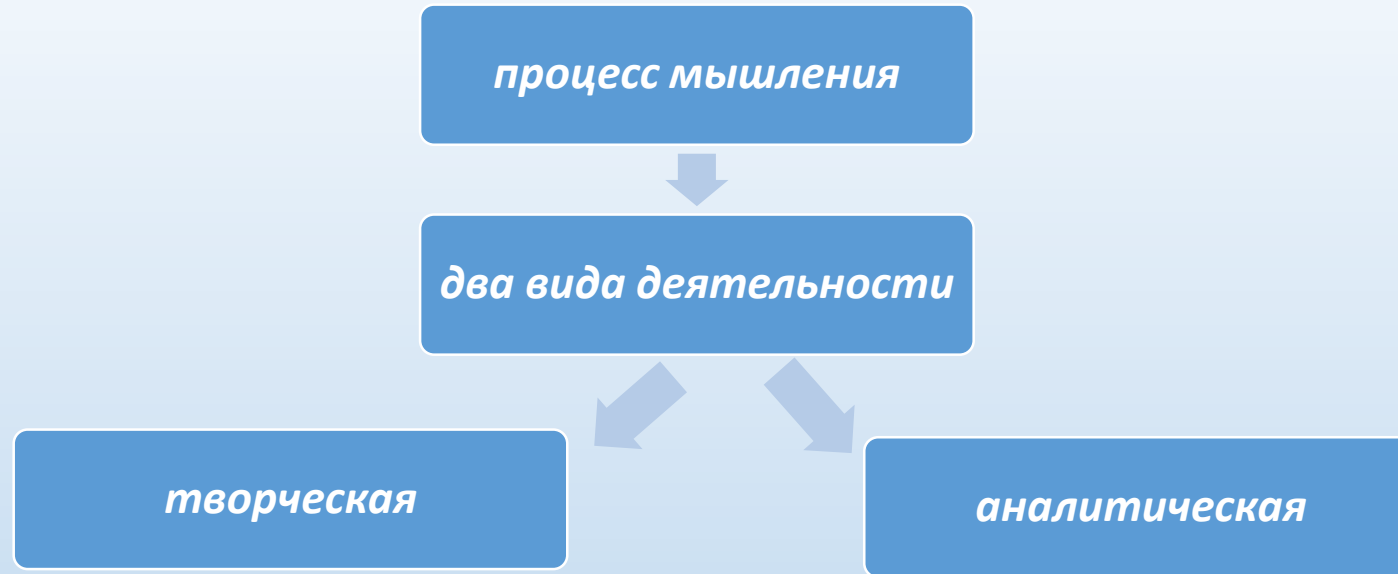 процесс мышления
два вида деятельности
творческая
аналитическая